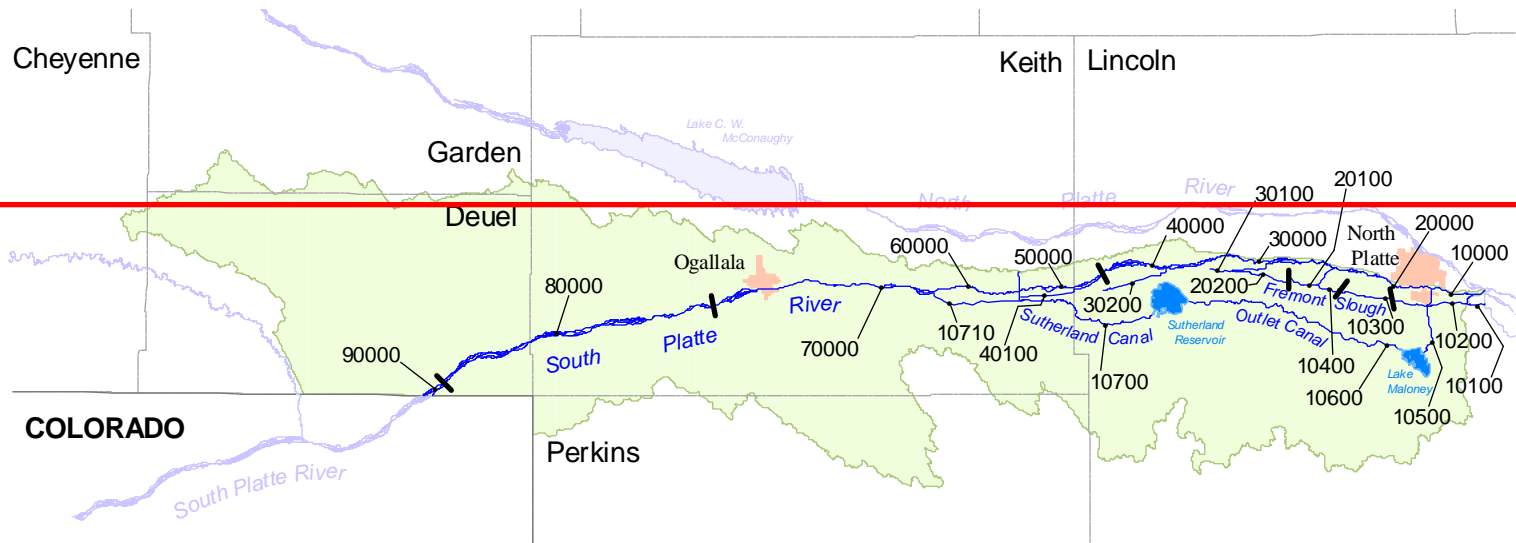 Cheyenne
Keith
Lincoln
Lake C. W.
McConaughy
Garden
Deuel
North Platte River
30100
20100
20000
40000
30000
North
Platte
10000
60000
50000
Ogallala
80000
20200
Fremont Slough
River
Platte
South
10300
Sutherland Canal
Sutherland
Reservoir
Outlet Canal
90000
70000
10710
40100
10700
10400
10200
10600
Lake
Maloney
10500
10100
COLORADO
Perkins
South Platte River